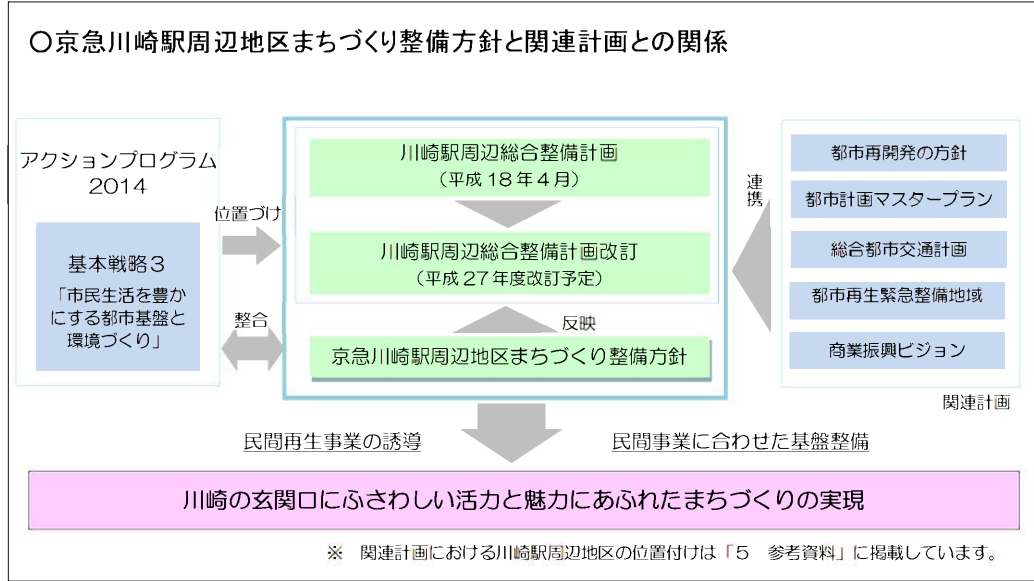 〇京急川崎駅周辺地区まちづくり整備方針と関連計画との関係
アクションプログラム
2014
基本戦略3
「市民生活を豊か
にする都市基盤と
環境づくり」
位置づけ
整合
川崎駅周辺総合整備計画
（平成18年4月）
川崎駅周辺総合整備計画改訂
（平成27年度改訂予定）
反映
京急川崎駅周辺地区まちづくり整備方針
連携
都市再開発の方針
都市計画マスタープラン
総合都市交通計画
都市再生緊急整備地域
商業振興ビジョン
関連計画
民間再生事業の誘導
民間事業に合わせた基盤整備
川崎の玄関口にふさわしい活力と魅力にあふれたまちづくりの実現
※ 関連計画における川崎駅周辺地区の位置付けは「5 参考資料」に掲載しています。